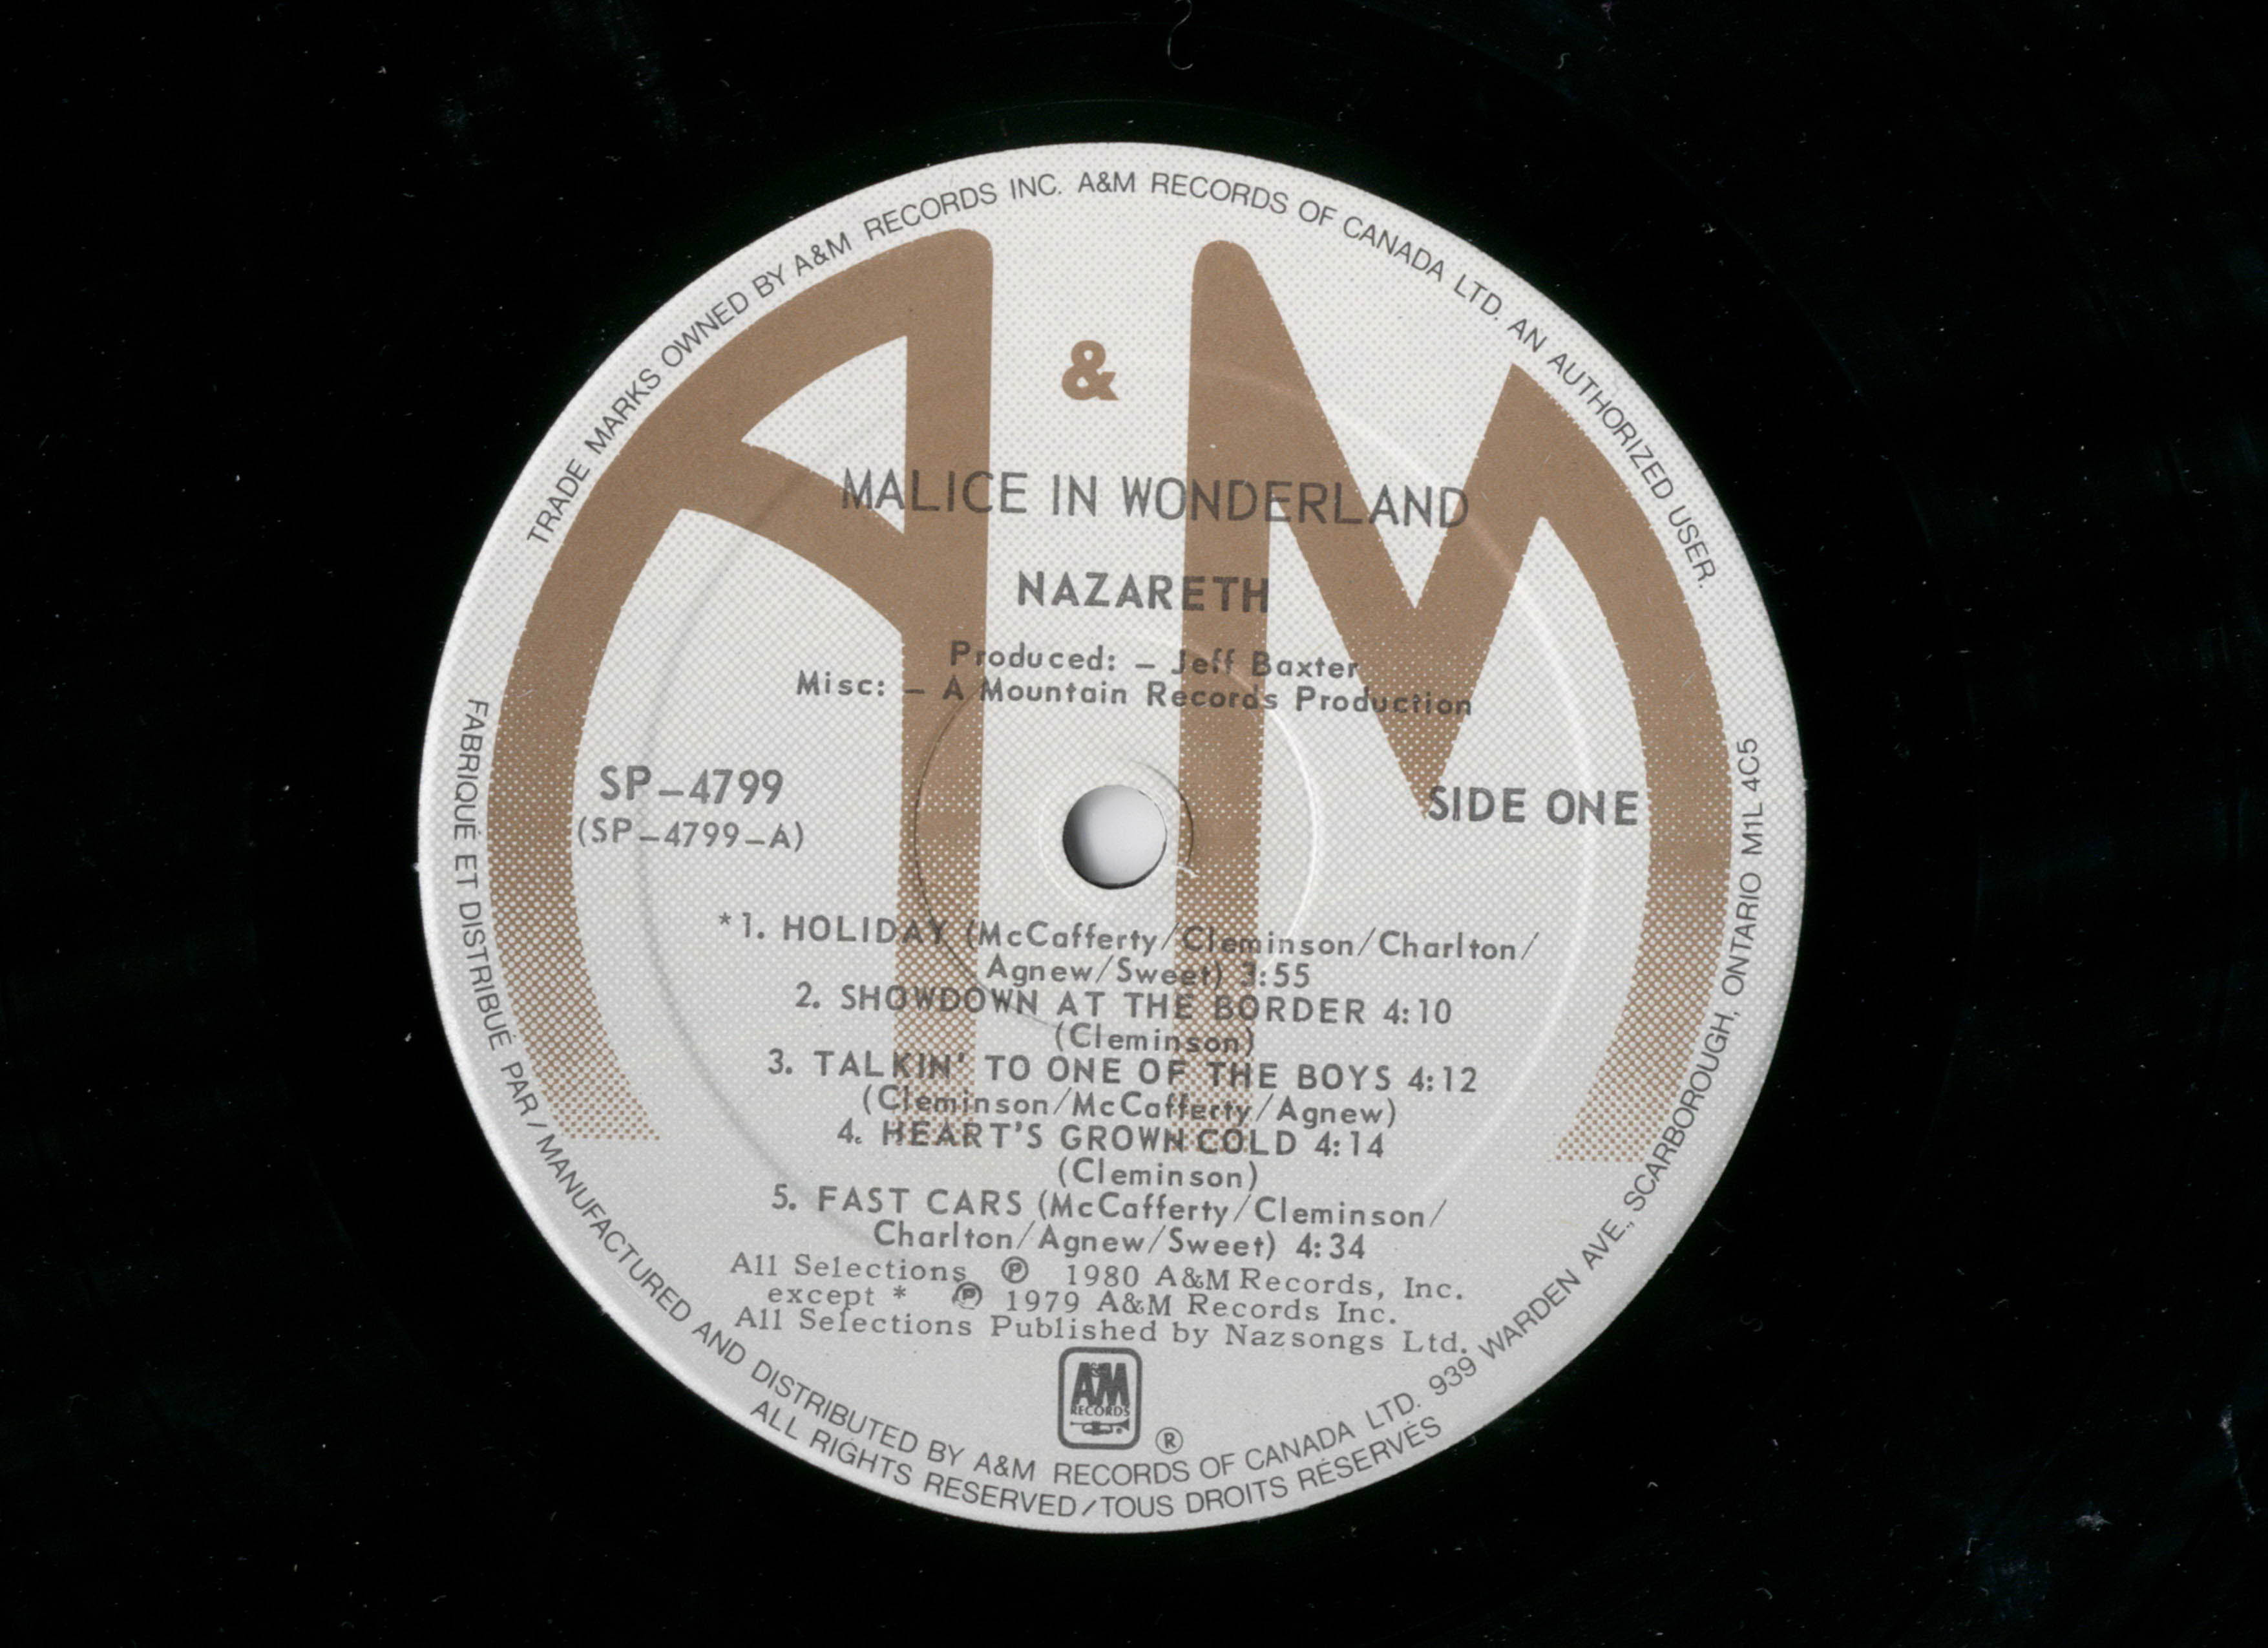 TRADE MARKS OWNED BY A&M RECORDS INC. A&M RECORDS OF CANADA LTD. AN AUTHORIZED USER.
A & M
MALICE IN WONDERLAND
NAZARETH
Produced: – Jeff Baxter
Misc: – A Mountain Records Production
SP–4799
(SP–4799–A)
SIDE ONE
*1. HOLIDAY (McCafferty/Cleminson/Charlton/
Agnew/Sweet) 3:55
2. SHOWDOWN AT THE BORDER 4:10
(Cleminson)
3. TALKIN' TO ONE OF THE BOYS 4:12
(Cleminson/McCafferty/Agnew)
4. HEART'S GROWN COLD 4:14
(Cleminson)
5. FAST CARS (McCafferty/Cleminson/
Charlton/Agnew/Sweet) 4:34
All Selections ℗ 1980 A&M Records, Inc.
except * ℗ 1979 A&M Records Inc.
All Selections Published by Nazsongs Ltd.
A&M
RECORDS
®
FABRIQUÉ ET DISTRIBUÉ PAR / MANUFACTURED AND DISTRIBUTED BY A&M RECORDS OF CANADA LTD. 939 WARDEN AVE., SCARBOROUGH, ONTARIO M1L 4C5
ALL RIGHTS RESERVED/TOUS DROITS RÉSERVÉS